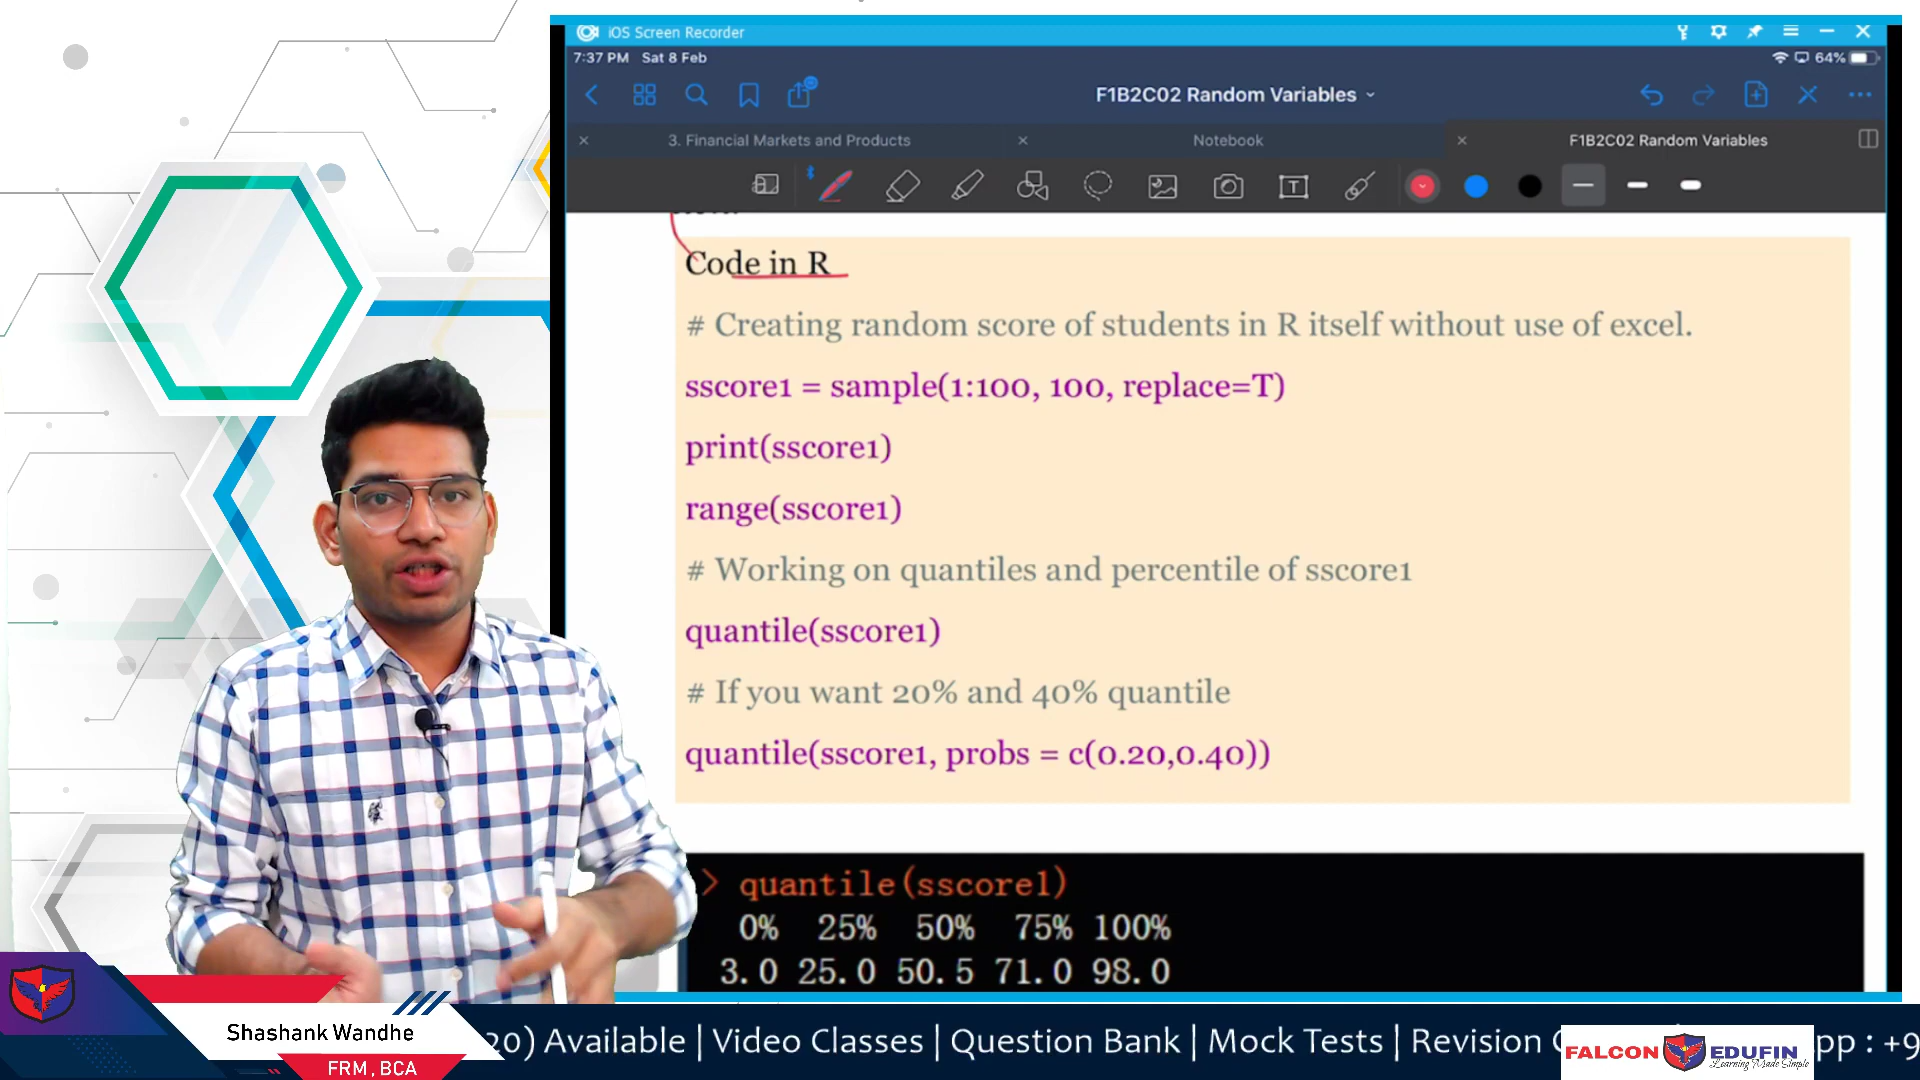 iOS Screen Recorder
7:37 PM Sat 8 Feb
64%
F1B2C02 Random Variables
3. Financial Markets and Products
Notebook
F1B2C02 Random Variables
Code in R
# Creating random score of students in R itself without use of excel.
sscore1 = sample(1:100, 100, replace=T)
print(sscore1)
range(sscore1)
# Working on quantiles and percentile of sscore1
quantile(sscore1)
# If you want 20% and 40% quantile
quantile(sscore1, probs = c(0.20,0.40))
> quantile(sscore1)
0% 25% 50% 75% 100%
3.0 25.0 50.5 71.0 98.0
Shashank Wandhe
FRM, BCA
20) Available | Video Classes | Question Bank | Mock Tests | Revision
pp : +9
FALCON EDUFIN
Learning Made Simple